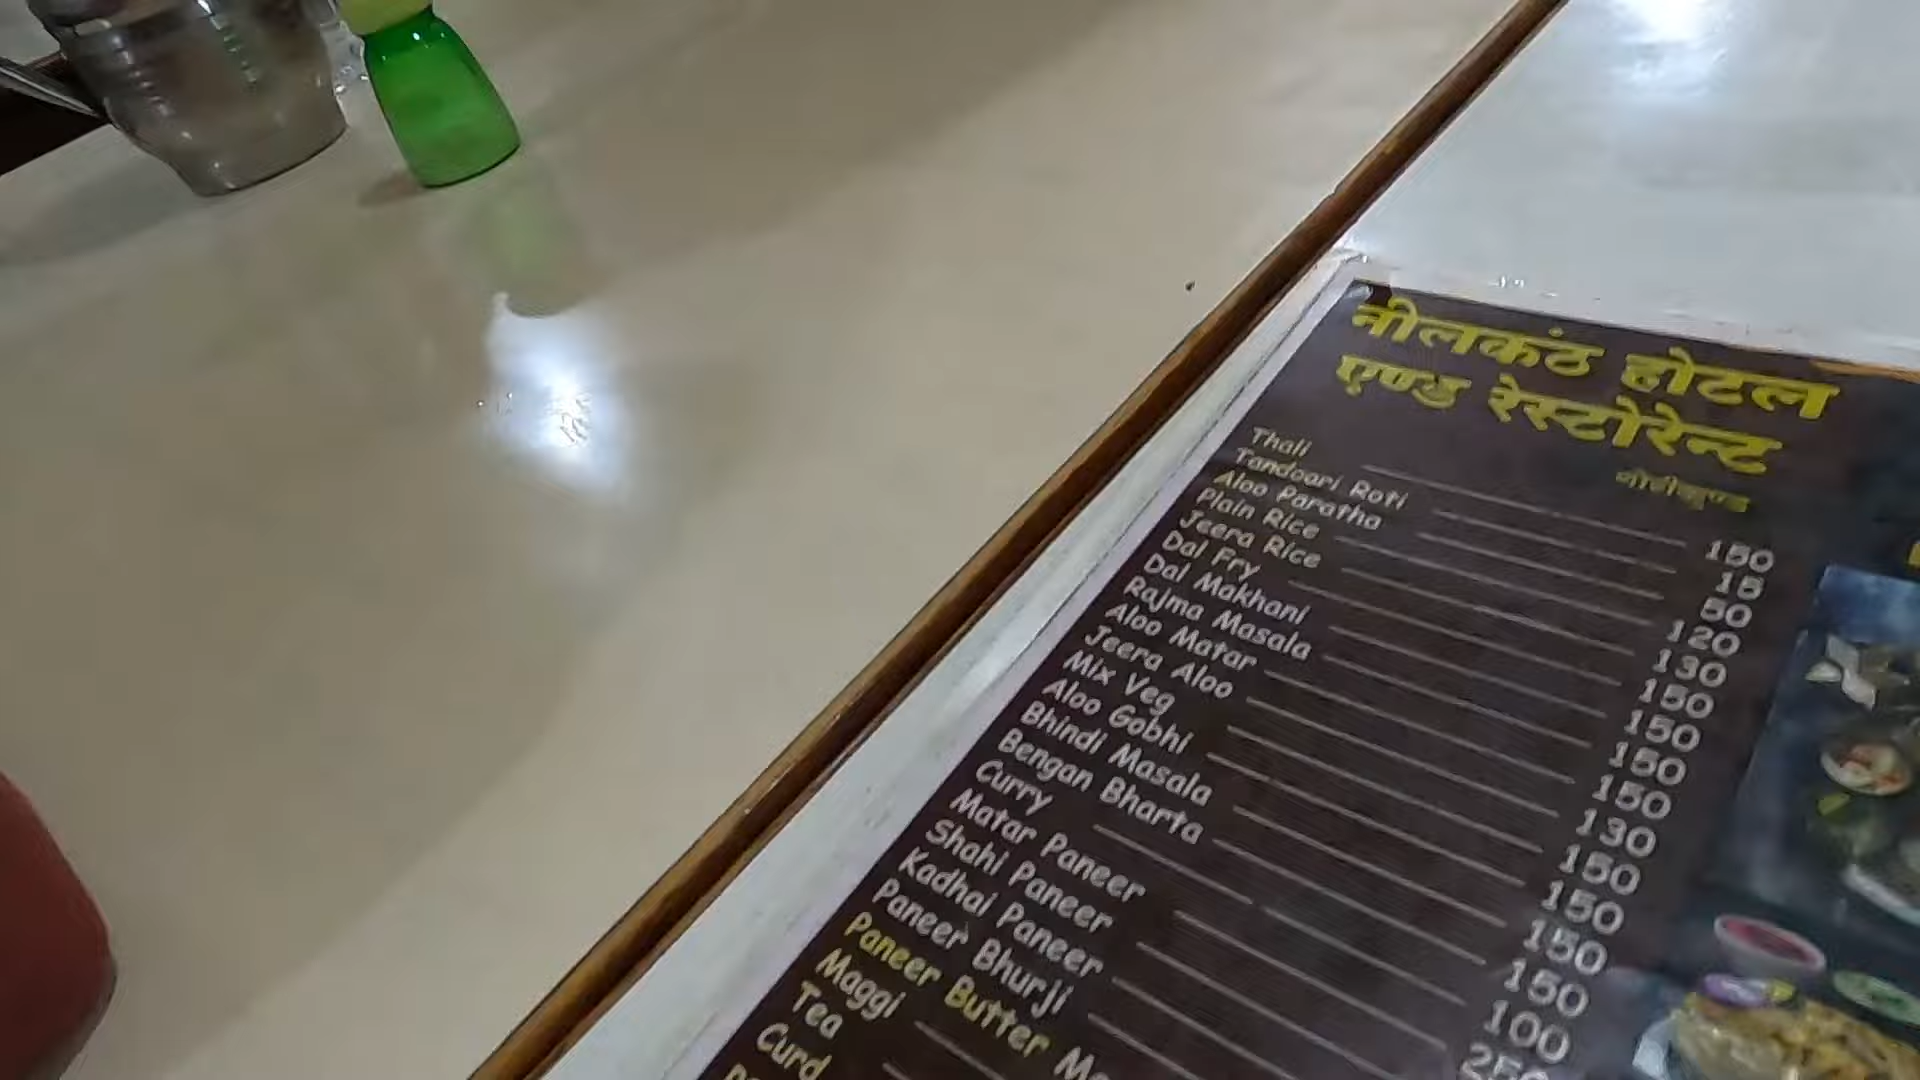 नीलकंठ होटल
एण्ड रेस्टोरेन्ट
Thali 150
Tandoari Roti 15
Aloo Paratha 50
Plain Rice 120
Jeera Rice 130
Dal Fry 150
Dal Makhani 150
Rajma Masala 150
Aloo Matar 150
Jeera Aloo 130
Mix Veg 150
Aloo Gobhi 150
Bhindi Masala 150
Bengan Bharta 150
Curry 100
Matar Paneer
Shahi Paneer
Kadhai Paneer
Paneer Bhurji
Paneer Butter
Maggi
Tea
Curd